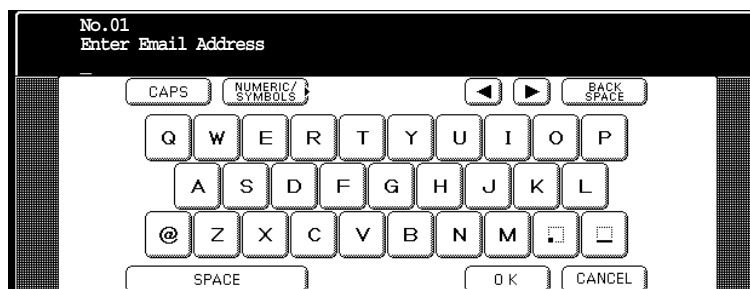 No.01
Enter Email Address
_
CAPS NUMERIC/ SYMBOLS ◀ ▶ BACK SPACE
Q W E R T Y U I O P
A S D F G H J K L
@ Z X C V B N M . _
SPACE OK CANCEL